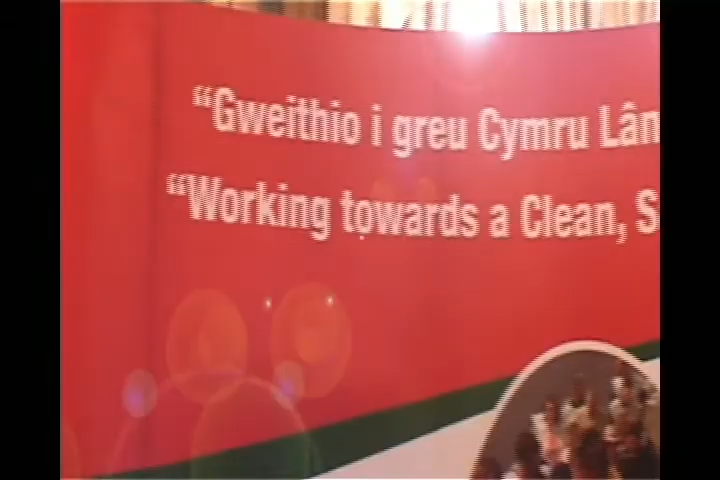 “Gweithio i greu Cymru Lân
“Working towards a Clean, S